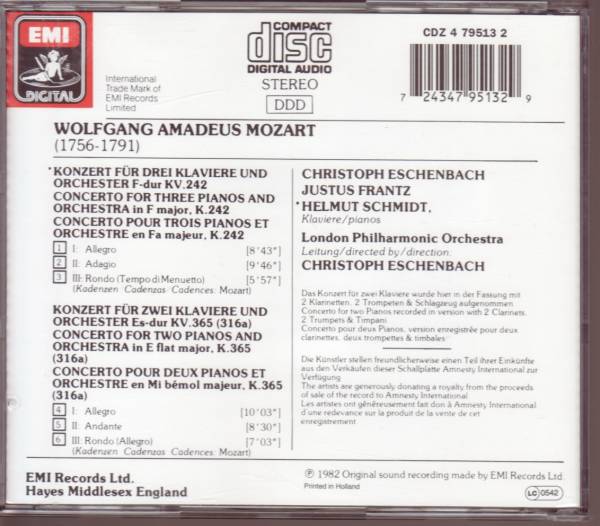 EMI
DIGITAL
International
Trade Mark of
EMI Records
Limited
COMPACT
disc
DIGITAL AUDIO
STEREO
DDD
CDZ 4 79513 2
7 24347 95132 9
WOLFGANG AMADEUS MOZART
(1756-1791)
*KONZERT FÜR DREI KLAVIERE UND
ORCHESTER F-dur KV.242
CONCERTO FOR THREE PIANOS AND
ORCHESTRA in F major, K.242
CONCERTO POUR TROIS PIANOS ET
ORCHESTRE en Fa majeur, K.242
1 I: Allegro [8'43"]
2 II: Adagio [9'46"]
3 III: Rondo (Tempo di Menuetto) [5'57"]
(Kadenzen Cadenzas Cadences: Mozart)
KONZERT FÜR ZWEI KLAVIERE UND
ORCHESTER Es-dur KV.365 (316a)
CONCERTO FOR TWO PIANOS AND
ORCHESTRA in E flat major, K.365
(316a)
CONCERTO POUR DEUX PIANOS ET
ORCHESTRE en Mi bémol majeur, K.365
(316a)
4 I: Allegro [10'03"]
5 II: Andante [8'30"]
6 III: Rondo (Allegro) [7'03"]
(Kadenzen Cadenzas Cadences: Mozart)
CHRISTOPH ESCHENBACH
JUSTUS FRANTZ
*HELMUT SCHMIDT,
Klaviere/pianos
London Philharmonic Orchestra
Leitung/directed by/direction:
CHRISTOPH ESCHENBACH
Das Konzert für zwei Klaviere wurde hier in der Fassung mit
2 Klarinetten, 2 Trompeten & Schlagzeug aufgenommen
Concerto for two Pianos recorded in version with 2 Clarinets,
2 Trumpets & Timpani
Concerto pour deux Pianos, version enregistrée pour deux
clarinettes, deux trompettes & timbales
Die Künstler stellen freundlicherweise einen Teil ihrer Einkünfte
aus den Verkäufen dieser Schallplatte Amnesty International zur
Verfügung
The artists are generously donating a royalty from the proceeds
of sale of the record to Amnesty International
Les artistes ont généreusement fait don à Amnesty International
d'une redevance sur la produit de la vente de cet
enregistrement
EMI Records Ltd.
Hayes Middlesex England
℗ 1982 Original sound recording made by EMI Records Ltd.
Printed in Holland
LC 0542